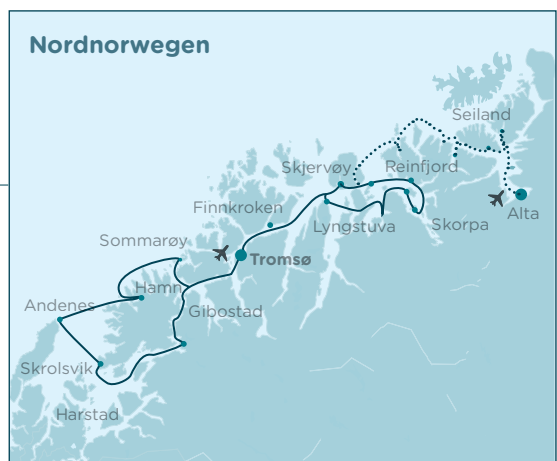 Nordnorwegen
Seiland
Skjervøy
Reinfjord
Alta
Finnkroken
Lyngstuva
Skorpa
Sommarøy
Tromsø
Hamn
Andenes
Gibostad
Skrolsvik
Harstad